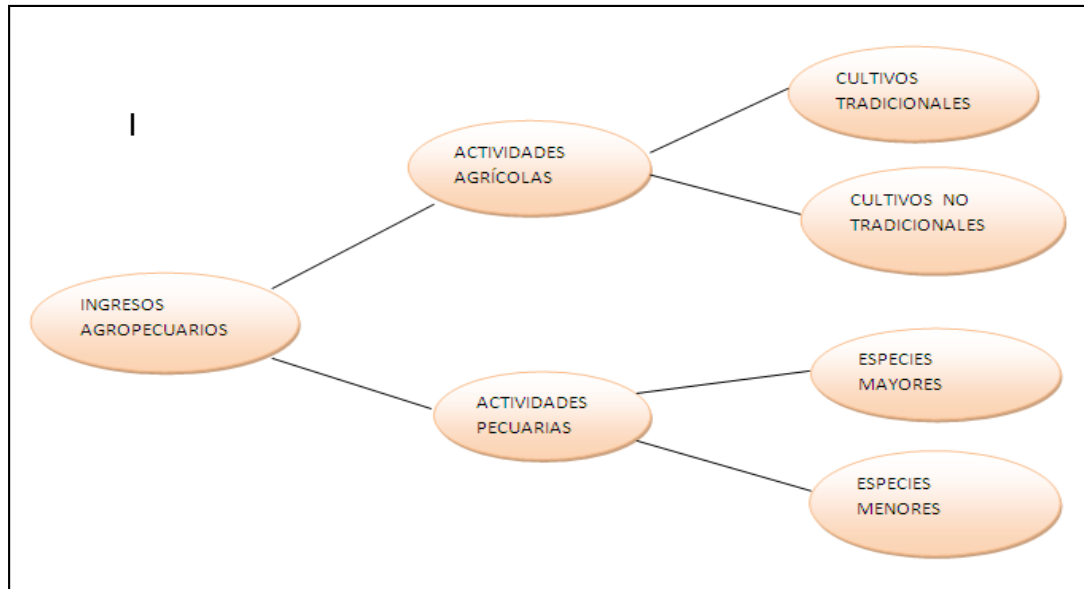 I
CULTIVOS
TRADICIONALES
ACTIVIDADES
AGRÍCOLAS
CULTIVOS NO
TRADICIONALES
INGRESOS
AGROPECUARIOS
ESPECIES
MAYORES
ACTIVIDADES
PECUARIAS
ESPECIES
MENORES